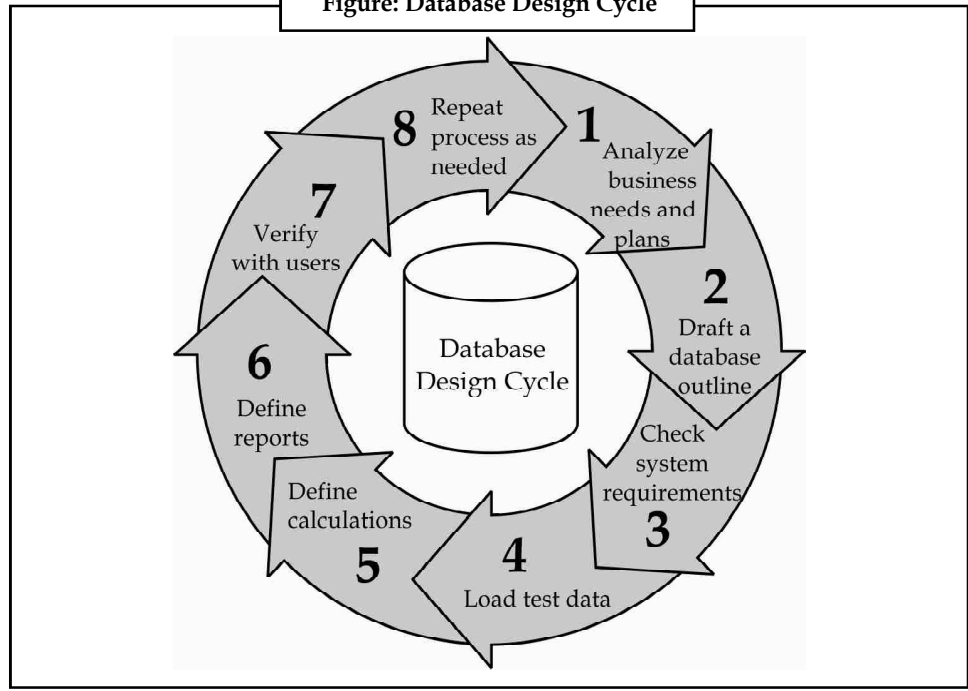 Figure: Database Design Cycle
1
Analyze
business
needs and
plans
2
Draft a
database
outline
Check
system
requirements
3
4
Load test data
Define
calculations
5
6
Define
reports
7
Verify
with users
8
Repeat
process as
needed
Database
Design Cycle